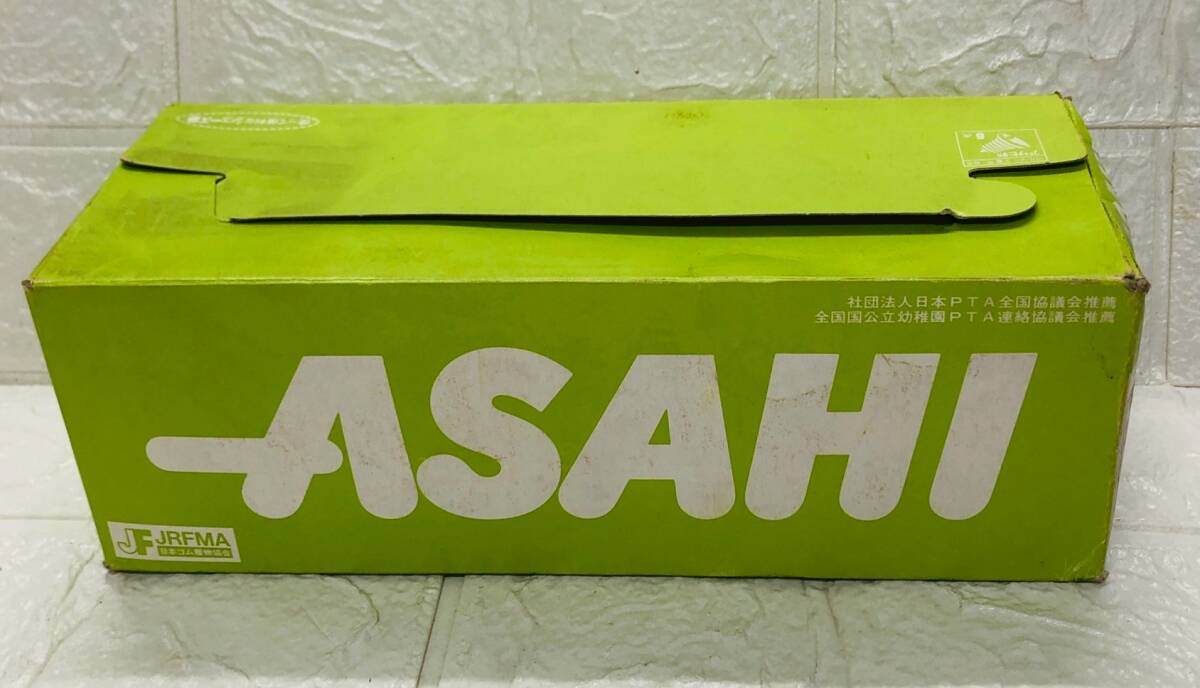 社団法人日本PTA全国協議会推薦
全国国公立幼稚園PTA連絡協議会推薦
ASAHI
JF JRFMA
日本ゴム履物協会